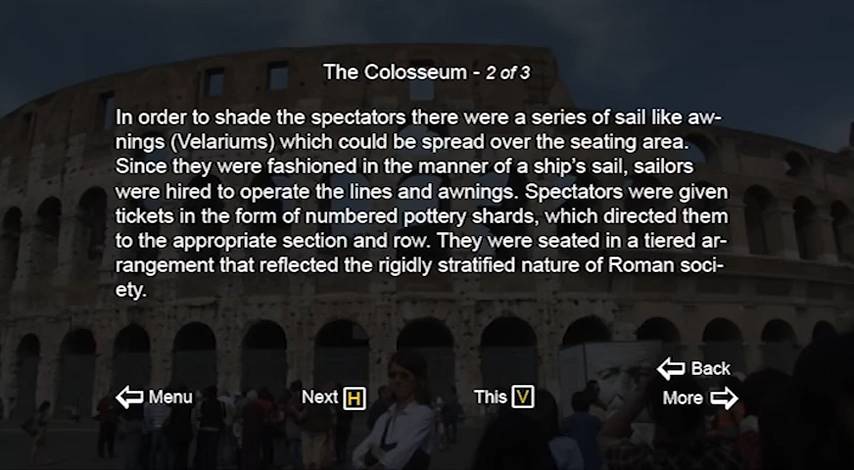 The Colosseum - 2 of 3
In order to shade the spectators there were a series of sail like aw-
nings (Velariums) which could be spread over the seating area.
Since they were fashioned in the manner of a ship's sail, sailors
were hired to operate the lines and awnings. Spectators were given
tickets in the form of numbered pottery shards, which directed them
to the appropriate section and row. They were seated in a tiered ar-
rangement that reflected the rigidly stratified nature of Roman soci-
ety.
Back
Menu Next H This V More